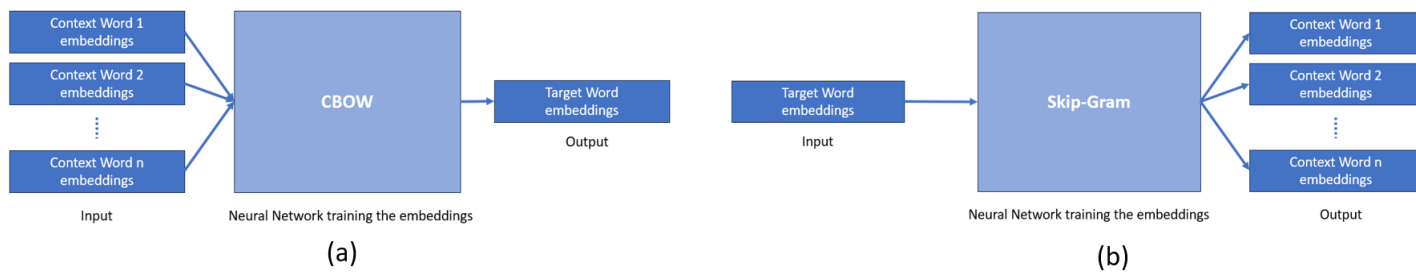 Context Word 1
embeddings
Context Word 2
embeddings
Context Word n
embeddings
Input
CBOW
Neural Network training the embeddings
Target Word
embeddings
Output
(a)
Target Word
embeddings
Input
Skip-Gram
Neural Network training the embeddings
Context Word 1
embeddings
Context Word 2
embeddings
Context Word n
embeddings
Output
(b)